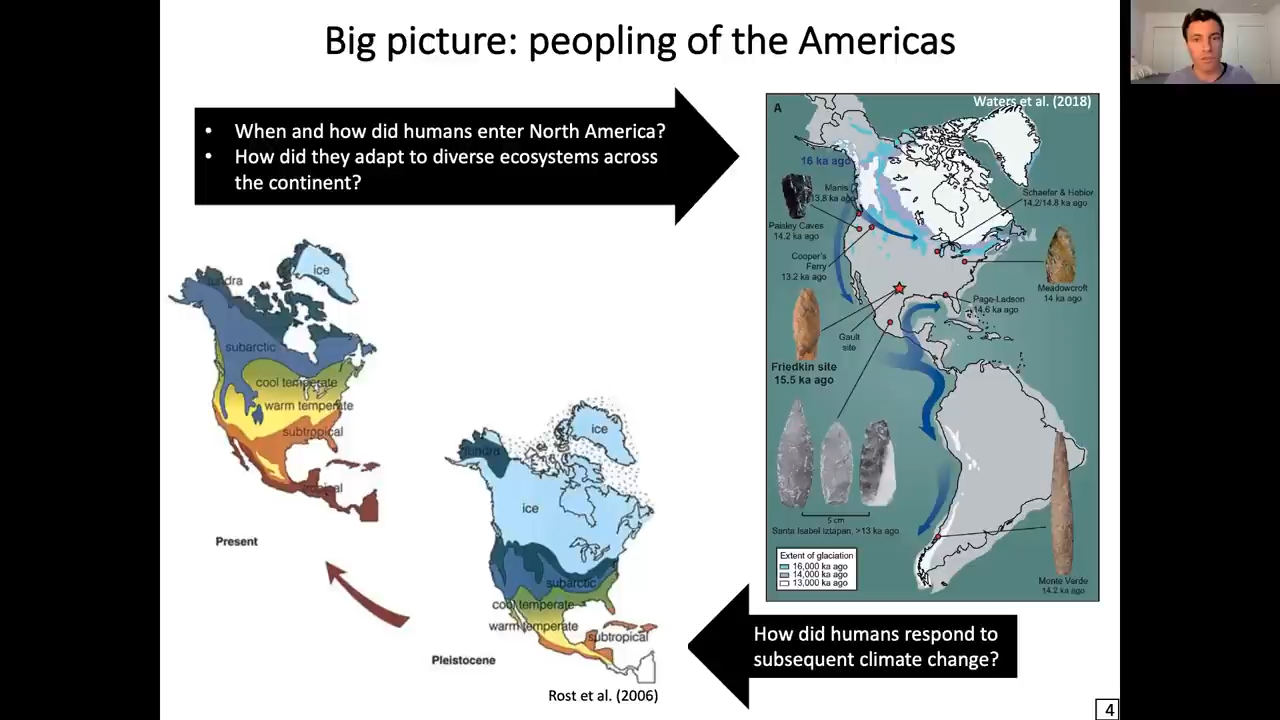 Big picture: peopling of the Americas
• When and how did humans enter North America?
• How did they adapt to diverse ecosystems across
the continent?
ice
tundra
subarctic
cool temperate
warm temperate
subtropical
tropical
Present
ice
tundra
ice
subarctic
cool temperate
warm temperate
subtropical
Pleistocene
Rost et al. (2006)
A
Waters et al. (2018)
16 ka ago
Manis
13.8 ka ago
Schaefer & Hebior
14.2/14.8 ka ago
Paisley Caves
14.2 ka ago
Cooper's
Ferry
13.2 ka ago
Meadowcroft
14 ka ago
Page-Ladson
14.6 ka ago
Gault
site
Friedkin site
15.5 ka ago
5 cm
Santa Isabel Iztapan, >13 ka ago
Extent of glaciation
16,000 ka ago
14,000 ka ago
13,000 ka ago
Monte Verde
14.2 ka ago
How did humans respond to
subsequent climate change?
4